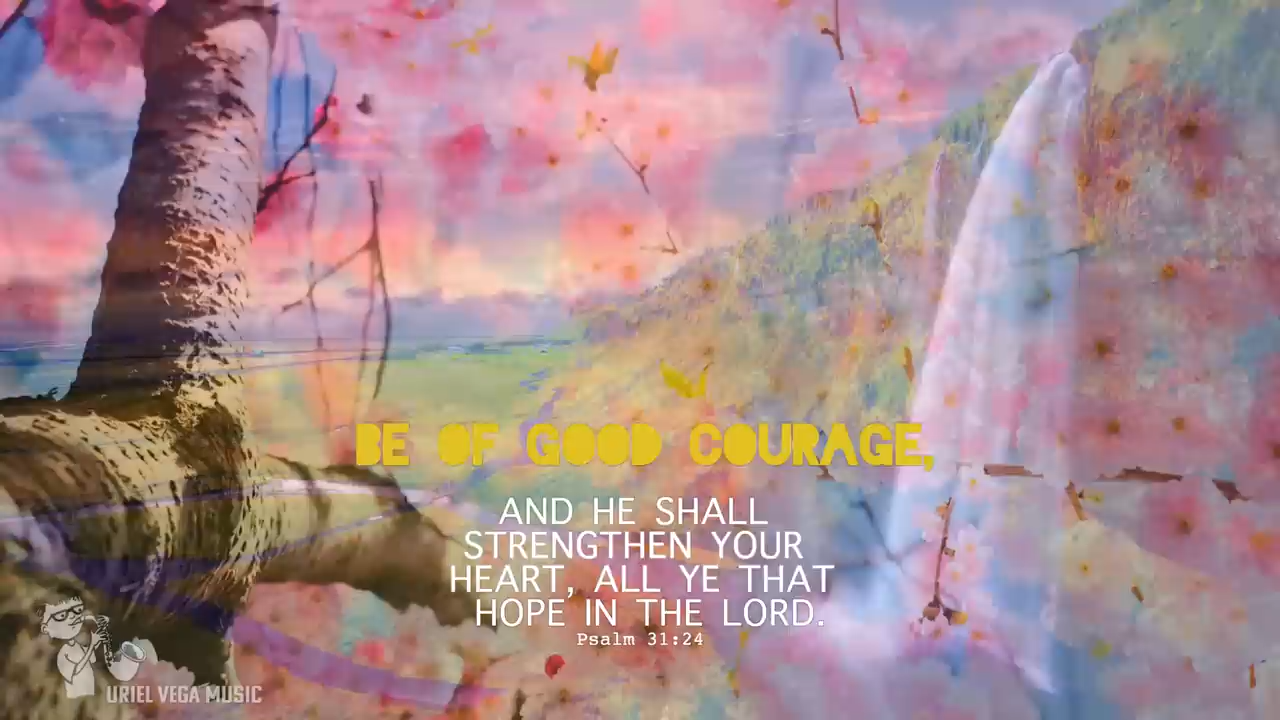 BE OF GOOD COURAGE,
AND HE SHALL
STRENGTHEN YOUR
HEART, ALL YE THAT
HOPE IN THE LORD.
Psalm 31:24
URIEL VEGA MUSIC